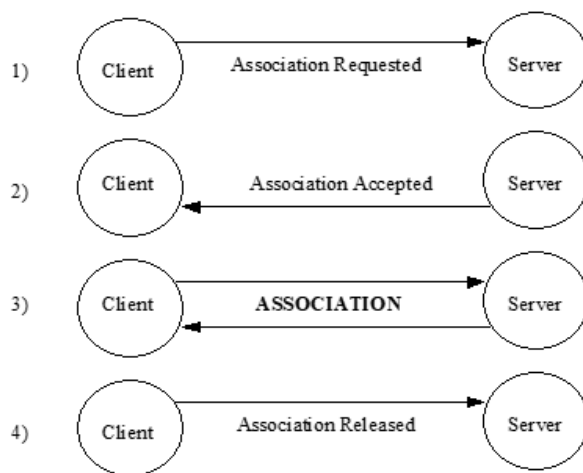 1) Client Association Requested Server
2) Client Association Accepted Server
3) Client ASSOCIATION Server
4) Client Association Released Server